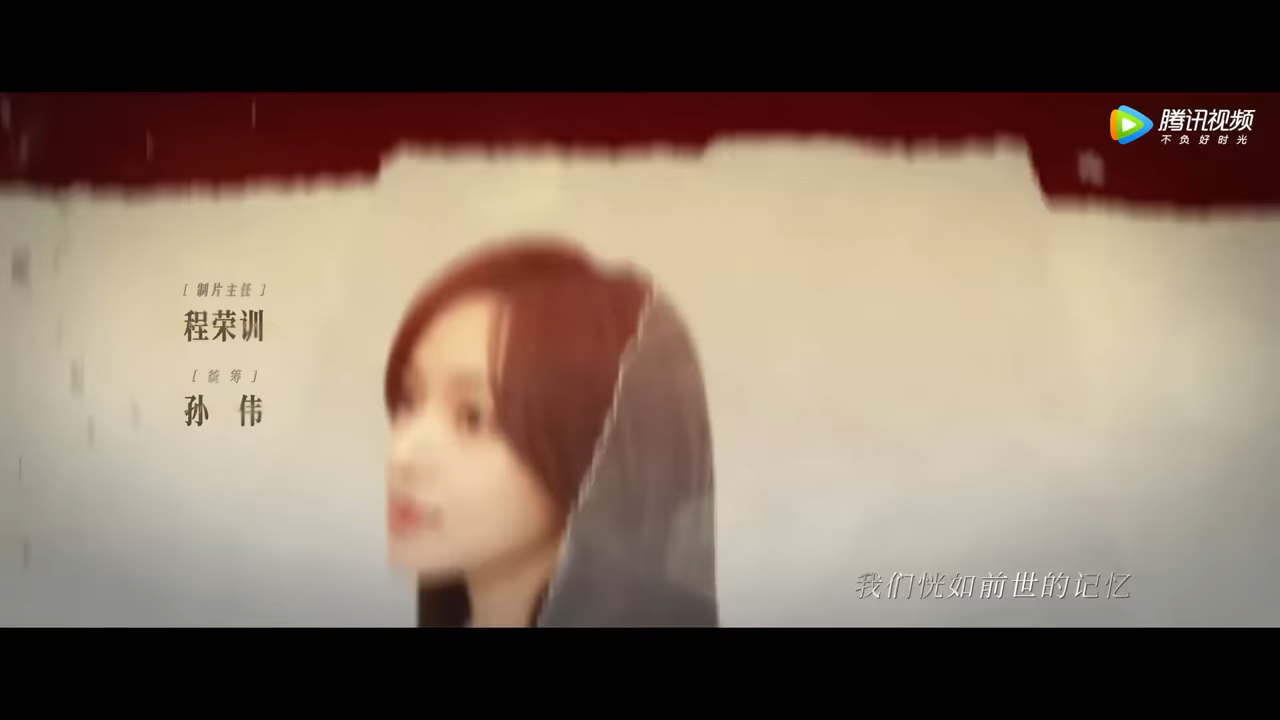 腾讯视频
不负好时光
[ 制片主任 ]
程荣训
[ 统筹 ]
孙 伟
我们恍如前世的记忆